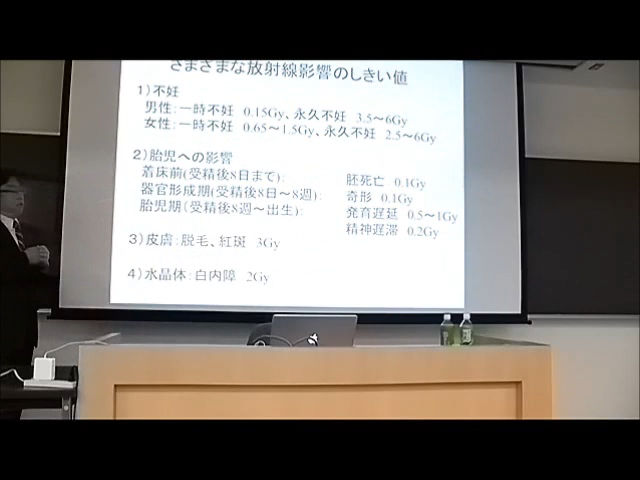 さまざまな放射線影響のしきい値
1）不妊
男性：一時不妊 0.15Gy、永久不妊 3.5～6Gy
女性：一時不妊 0.65～1.5Gy、永久不妊 2.5～6Gy
2）胎児への影響
着床前(受精後8日まで)： 胚死亡 0.1Gy
器官形成期(受精後8日～8週)： 奇形 0.1Gy
胎児期（受精後8週～出生)： 発育遅延 0.5～1Gy
精神遅滞 0.2Gy
3）皮膚：脱毛、紅斑 3Gy
4）水晶体：白内障 2Gy